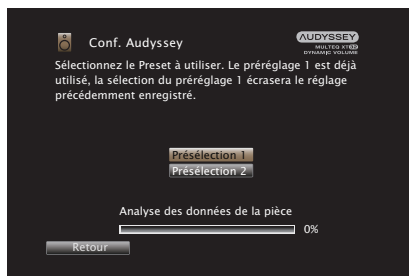 Conf. Audyssey
AUDYSSEY
MULTEQ XT32
DYNAMIC VOLUME
Sélectionnez le Preset à utiliser. Le préréglage 1 est déjà
utilisé, la sélection du préréglage 1 écrasera le réglage
précédemment enregistré.
Présélection 1
Présélection 2
Analyse des données de la pièce
0%
Retour